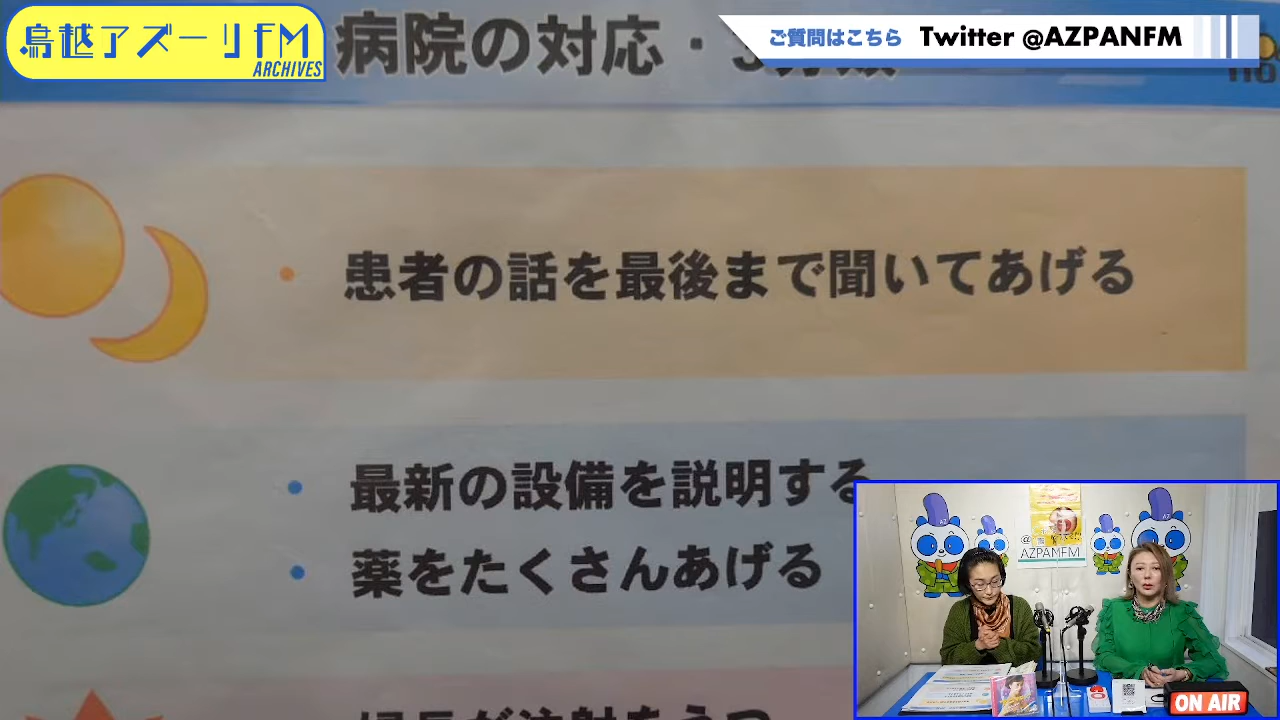 鳥越アズーリFM
ARCHIVES
病院の対応・
ご質問はこちら Twitter @AZPANFM
患者の話を最後まで聞いてあげる
最新の設備を説明する
薬をたくさんあげる
AZPAMFM
ON AIR